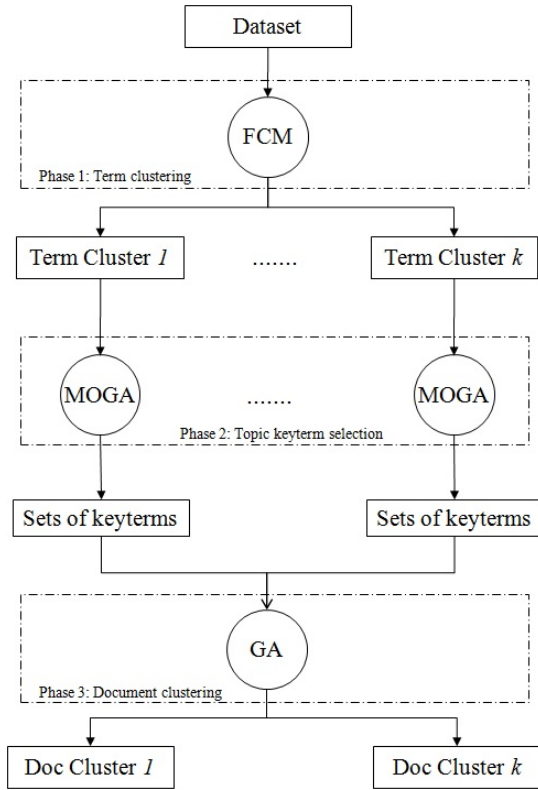 Dataset
FCM
Phase 1: Term clustering
Term Cluster 1
.......
Term Cluster k
MOGA
.......
MOGA
Phase 2: Topic keyterm selection
Sets of keyterms
Sets of keyterms
GA
Phase 3: Document clustering
Doc Cluster 1
Doc Cluster k